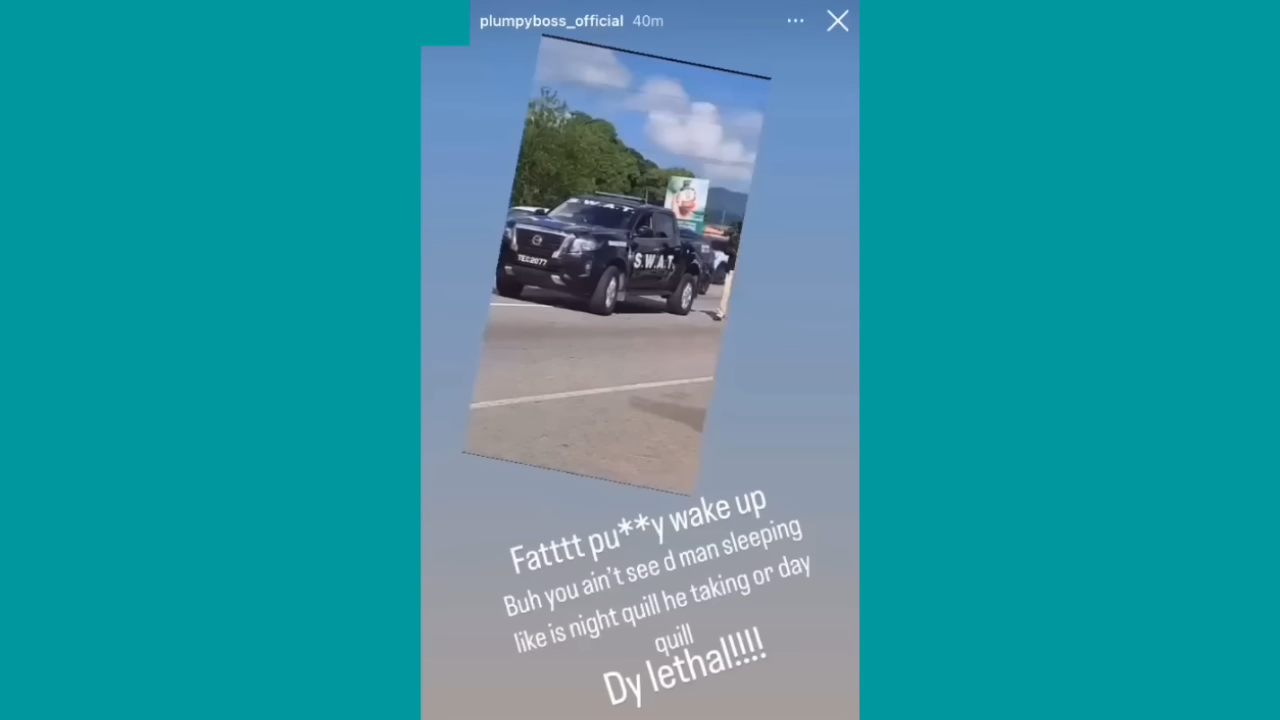 plumpyboss_official 40m
S.W.A.T.
S.W.A.T.
Fatttt pu**y wake up
Buh you ain't see d man sleeping
like is night quill he taking or day
quill
Dy lethal!!!!